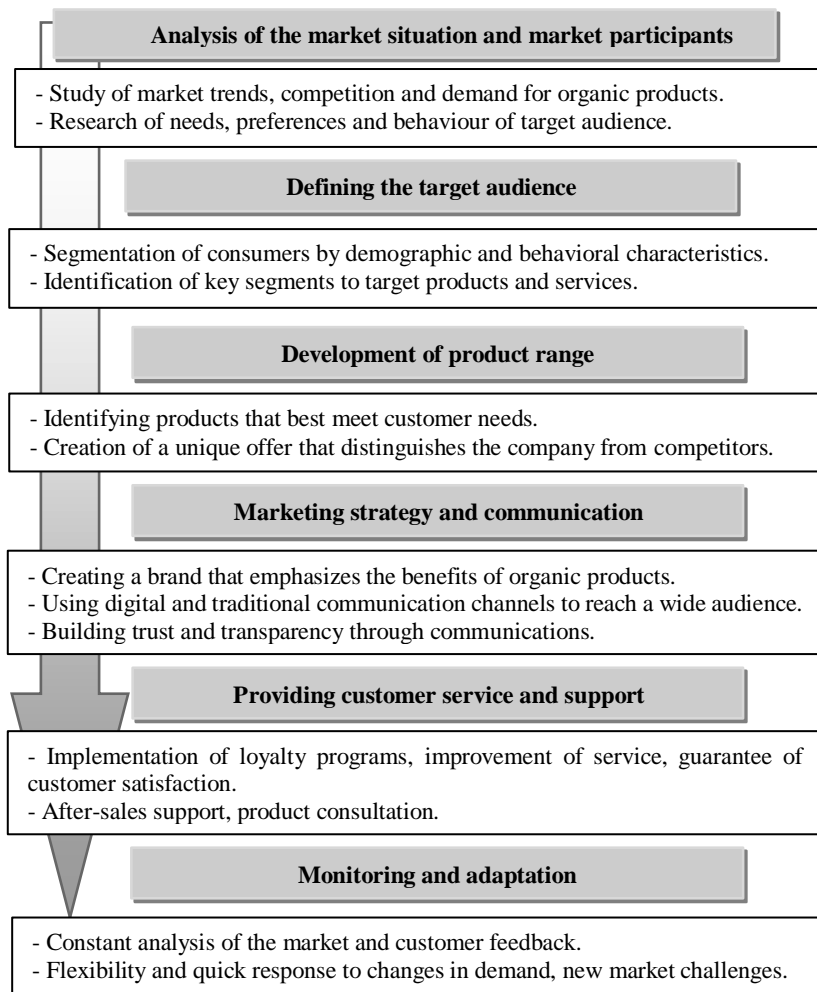 Analysis of the market situation and market participants
- Study of market trends, competition and demand for organic products.
- Research of needs, preferences and behaviour of target audience.
Defining the target audience
- Segmentation of consumers by demographic and behavioral characteristics.
- Identification of key segments to target products and services.
Development of product range
- Identifying products that best meet customer needs.
- Creation of a unique offer that distinguishes the company from competitors.
Marketing strategy and communication
- Creating a brand that emphasizes the benefits of organic products.
- Using digital and traditional communication channels to reach a wide audience.
- Building trust and transparency through communications.
Providing customer service and support
- Implementation of loyalty programs, improvement of service, guarantee of
customer satisfaction.
- After-sales support, product consultation.
Monitoring and adaptation
- Constant analysis of the market and customer feedback.
- Flexibility and quick response to changes in demand, new market challenges.